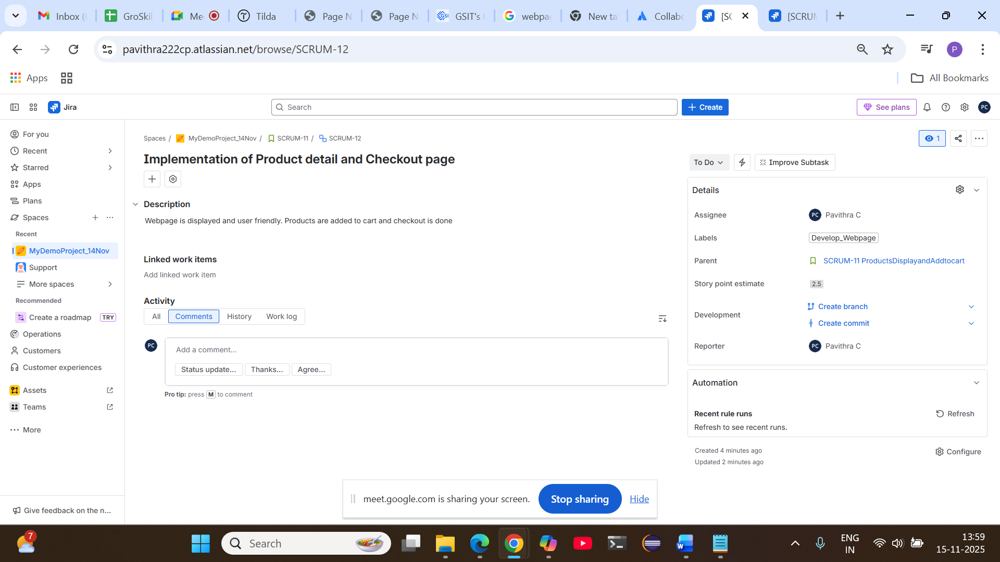 Inbox (6
GroSkil
Me
Tilda
Page N
Page N
GSIT's
webpag
New ta
Collabo
[SC
[SCRUM
pavithra222cp.atlassian.net/browse/SCRUM-12
P
Apps
All Bookmarks
Jira
Search
Create
See plans
PC
For you
Recent
Starred
Apps
Plans
Spaces
Recent
MyDemoProject_14Nov
Support
More spaces
Recommended
Create a roadmap TRY
Operations
Customers
Customer experiences
Assets
Teams
More
Give feedback on the n...
Spaces / MyDemoProject_14Nov / SCRUM-11 / SCRUM-12
1
Implementation of Product detail and Checkout page
Description
Webpage is displayed and user friendly. Products are added to cart and checkout is done
Linked work items
Add linked work item
Activity
All Comments History Work log
PC
Add a comment...
Status update... Thanks... Agree...
Pro tip: press M to comment
To Do
Improve Subtask
Details
Assignee PC Pavithra C
Labels Develop_Webpage
Parent SCRUM-11 ProductsDisplayandAddtocart
Story point estimate 2.5
Development
Create branch
Create commit
Reporter PC Pavithra C
Automation
Recent rule runs Refresh
Refresh to see recent runs.
Created 4 minutes ago
Updated 2 minutes ago
Configure
meet.google.com is sharing your screen. Stop sharing Hide
7
Search
ENG
IN
13:59
15-11-2025